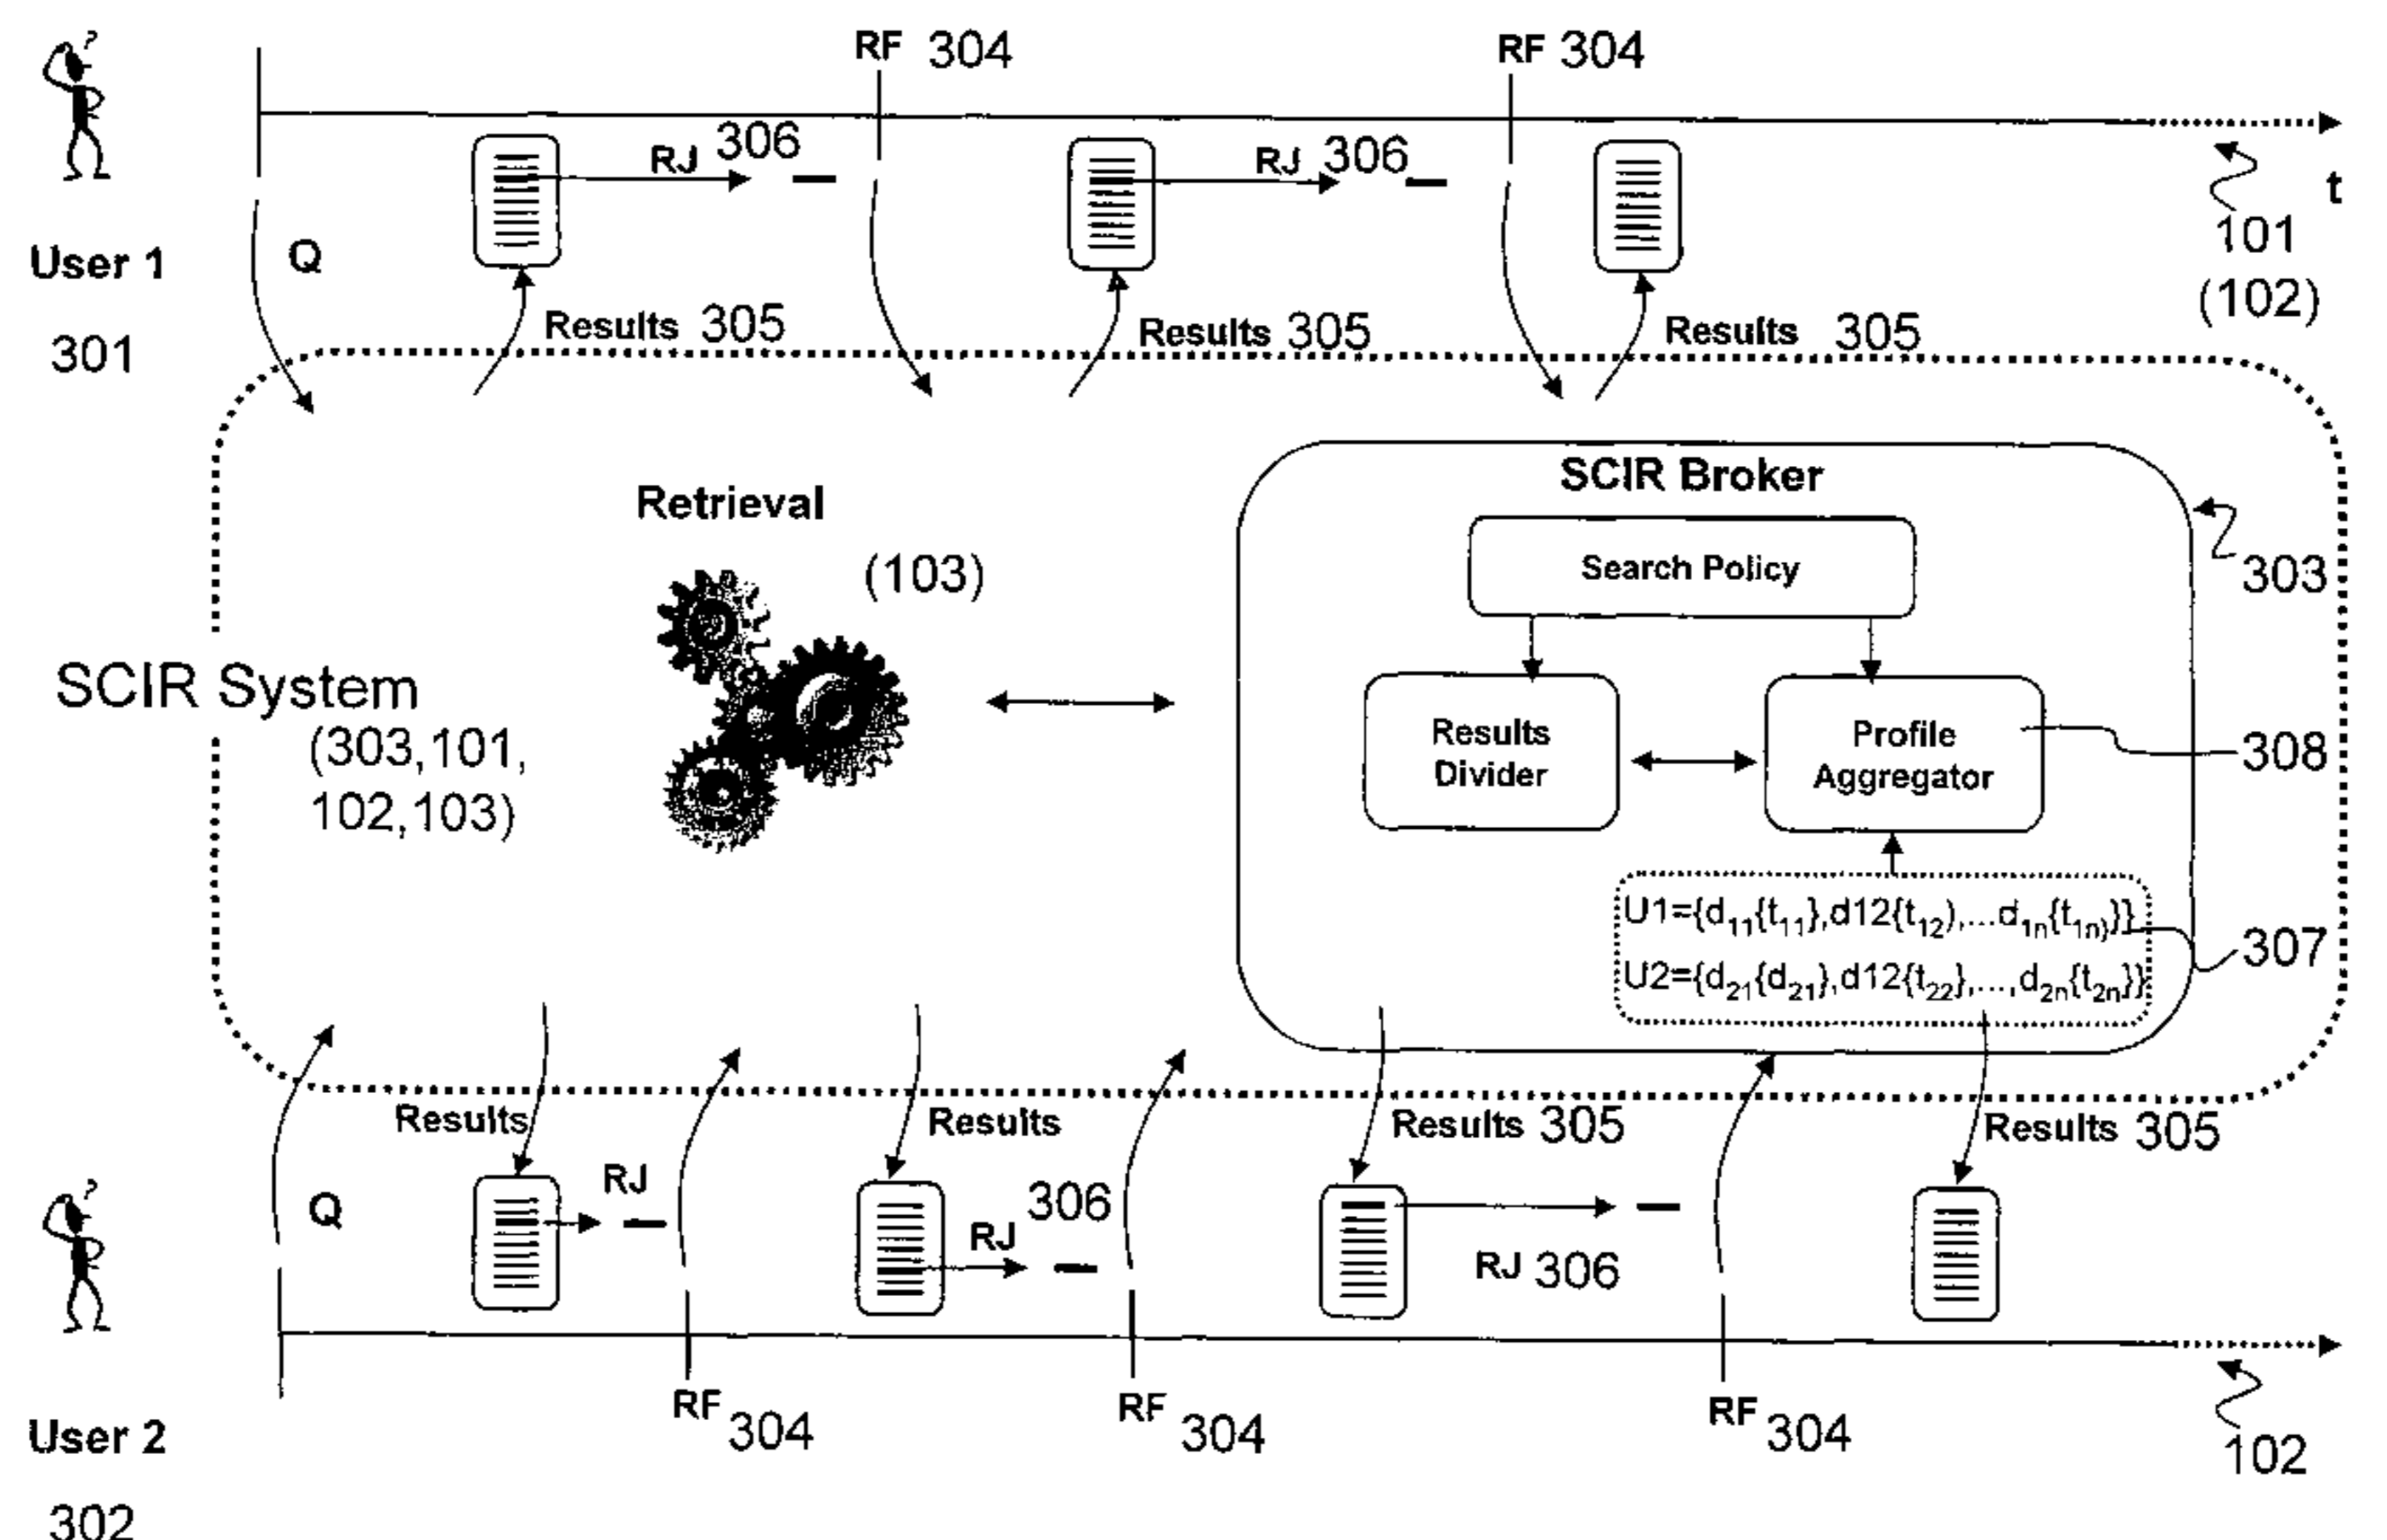 RF 304
RF 304
?
RJ 306
RJ 306
t
101
(102)
User 1
Q
301
Results 305
Results 305
Results 305
SCIR Broker
Retrieval
(103)
Search Policy
303
SCIR System
(303,101,
102,103)
Results
Divider
Profile
Aggregator
308
U1={d11{t11},d12{t12),...d1n{t1n)}}
307
U2={d21{d21},d12{t22},...,d2n{t2n}}
Results
Results
Results 305
Results 305
?
Q
RJ
RJ
306
RJ 306
RF 304
RF 304
RF 304
User 2
102
302